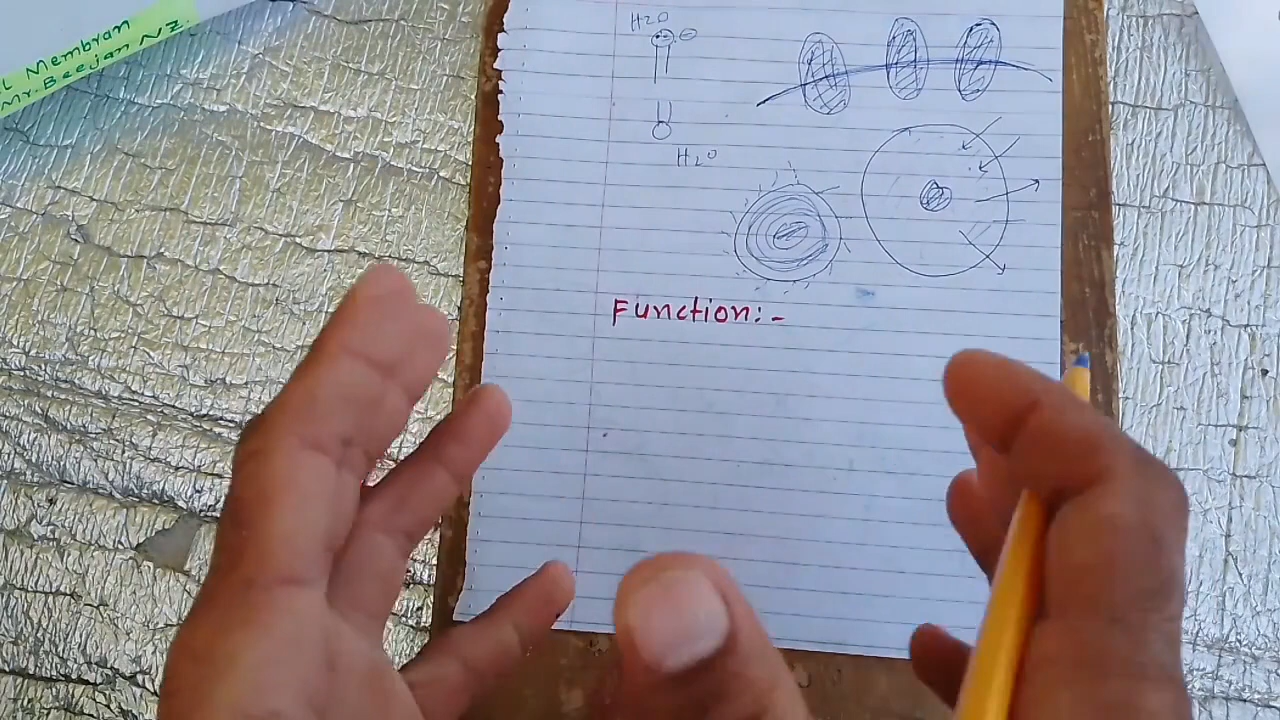 L Membran
Mr. Beejan NZ.
H2O
H2O
Function:-